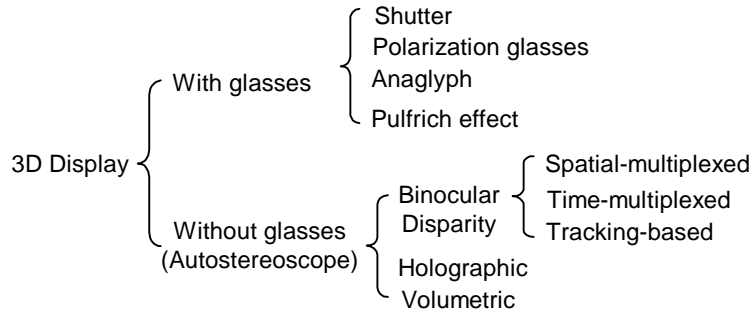 3D Display
With glasses
Shutter
Polarization glasses
Anaglyph
Pulfrich effect
Without glasses
(Autostereoscope)
Binocular
Disparity
Spatial-multiplexed
Time-multiplexed
Tracking-based
Holographic
Volumetric